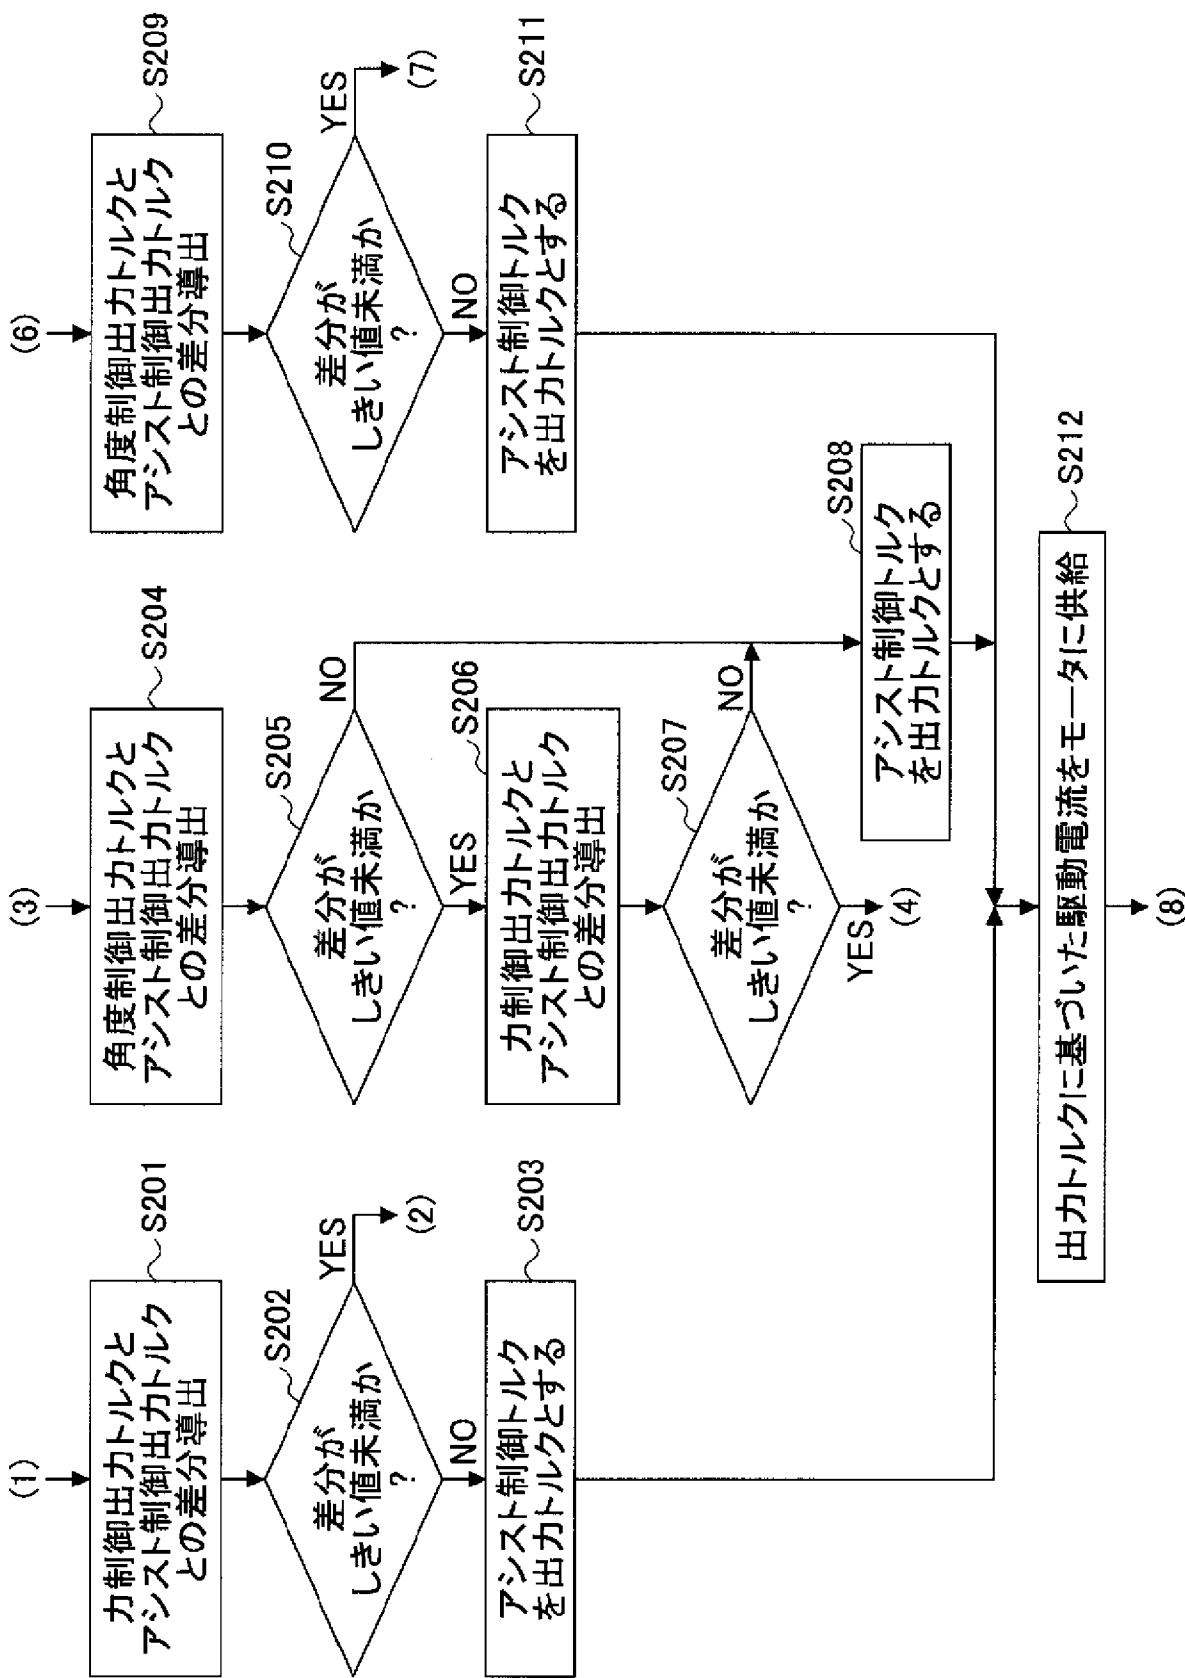 (1)
力制御出力トルクと
アシスト制御出力トルク
との差分導出
S201
差分が
しきい値未満か
?
S202
YES
(2)
NO
アシスト制御トルク
を出力トルクとする
S203
(3)
角度制御出力トルクと
アシスト制御出力トルク
との差分導出
S204
差分が
しきい値未満か
?
S205
NO
YES
力制御出力トルクと
アシスト制御出力トルク
との差分導出
S206
差分が
しきい値未満か
?
S207
NO
YES
(4)
アシスト制御トルク
を出力トルクとする
S208
(6)
角度制御出力トルクと
アシスト制御出力トルク
との差分導出
S209
差分が
しきい値未満か
?
S210
YES
(7)
NO
アシスト制御トルク
を出力トルクとする
S211
出力トルクに基づいた駆動電流をモータに供給
S212
(8)